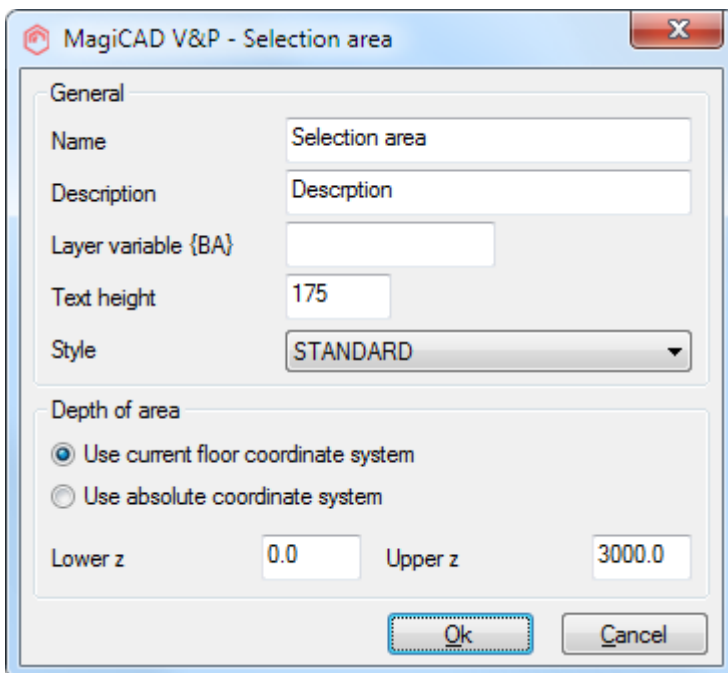 MagiCAD V&P - Selection area
General
Name Selection area
Description Descrption
Layer variable {BA}
Text height 175
Style STANDARD
Depth of area
Use current floor coordinate system
Use absolute coordinate system
Lower z 0.0 Upper z 3000.0
Ok Cancel